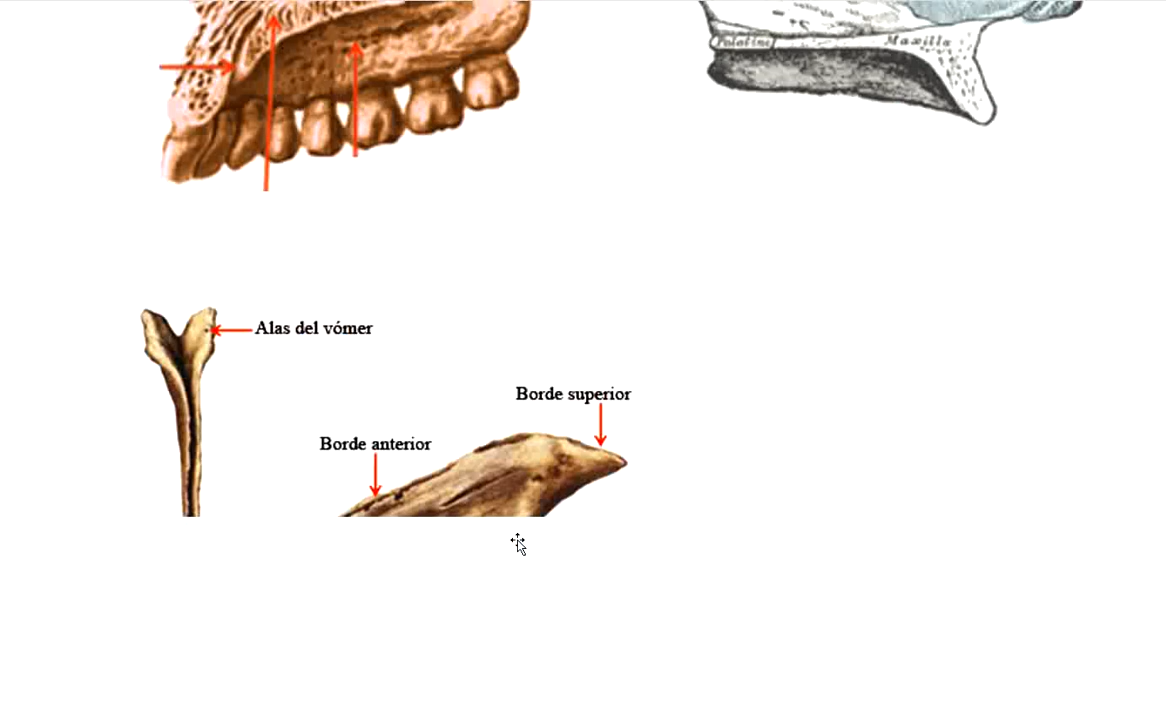 Palatine
Maxilla
Alas del vómer
Borde superior
Borde anterior